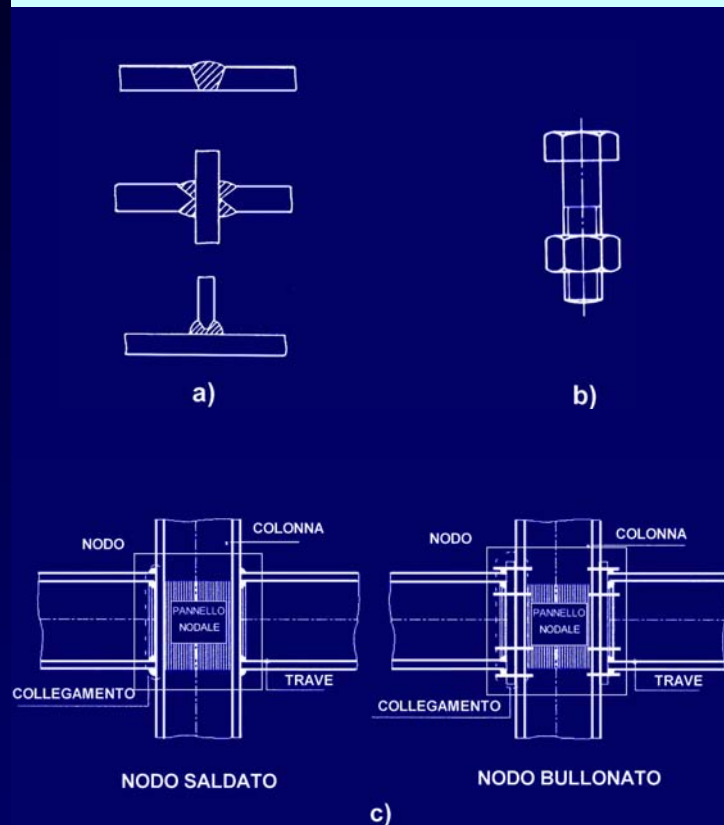 a)
b)
NODO
COLONNA
PANNELLO
NODALE
COLLEGAMENTO
TRAVE
NODO SALDATO
NODO
COLONNA
PANNELLO
NODALE
COLLEGAMENTO
TRAVE
NODO BULLONATO
c)